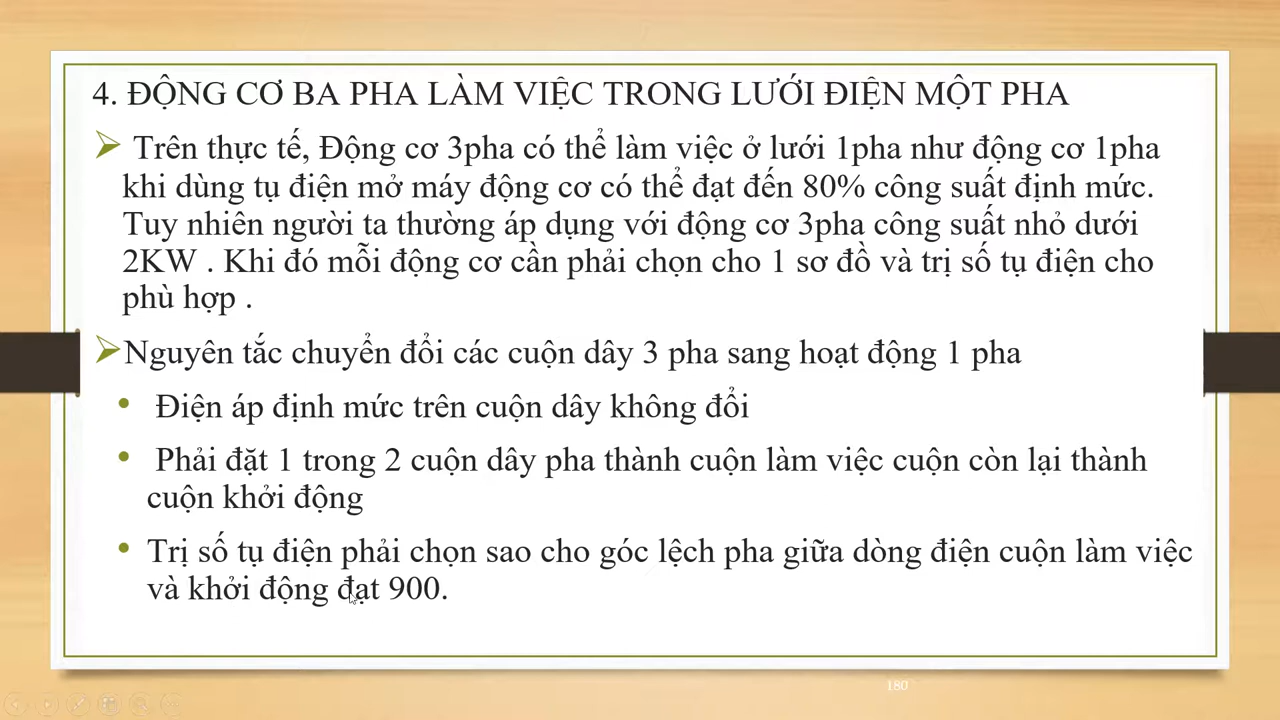 4. ĐỘNG CƠ BA PHA LÀM VIỆC TRONG LƯỚI ĐIỆN MỘT PHA
Trên thực tế, Động cơ 3pha có thể làm việc ở lưới 1pha như động cơ 1pha
khi dùng tụ điện mở máy động cơ có thể đạt đến 80% công suất định mức.
Tuy nhiên người ta thường áp dụng với động cơ 3pha công suất nhỏ dưới
2KW . Khi đó mỗi động cơ cần phải chọn cho 1 sơ đồ và trị số tụ điện cho
phù hợp .
Nguyên tắc chuyển đổi các cuộn dây 3 pha sang hoạt động 1 pha
Điện áp định mức trên cuộn dây không đổi
Phải đặt 1 trong 2 cuộn dây pha thành cuộn làm việc cuộn còn lại thành
cuộn khởi động
Trị số tụ điện phải chọn sao cho góc lệch pha giữa dòng điện cuộn làm việc
và khởi động đạt 900.
180